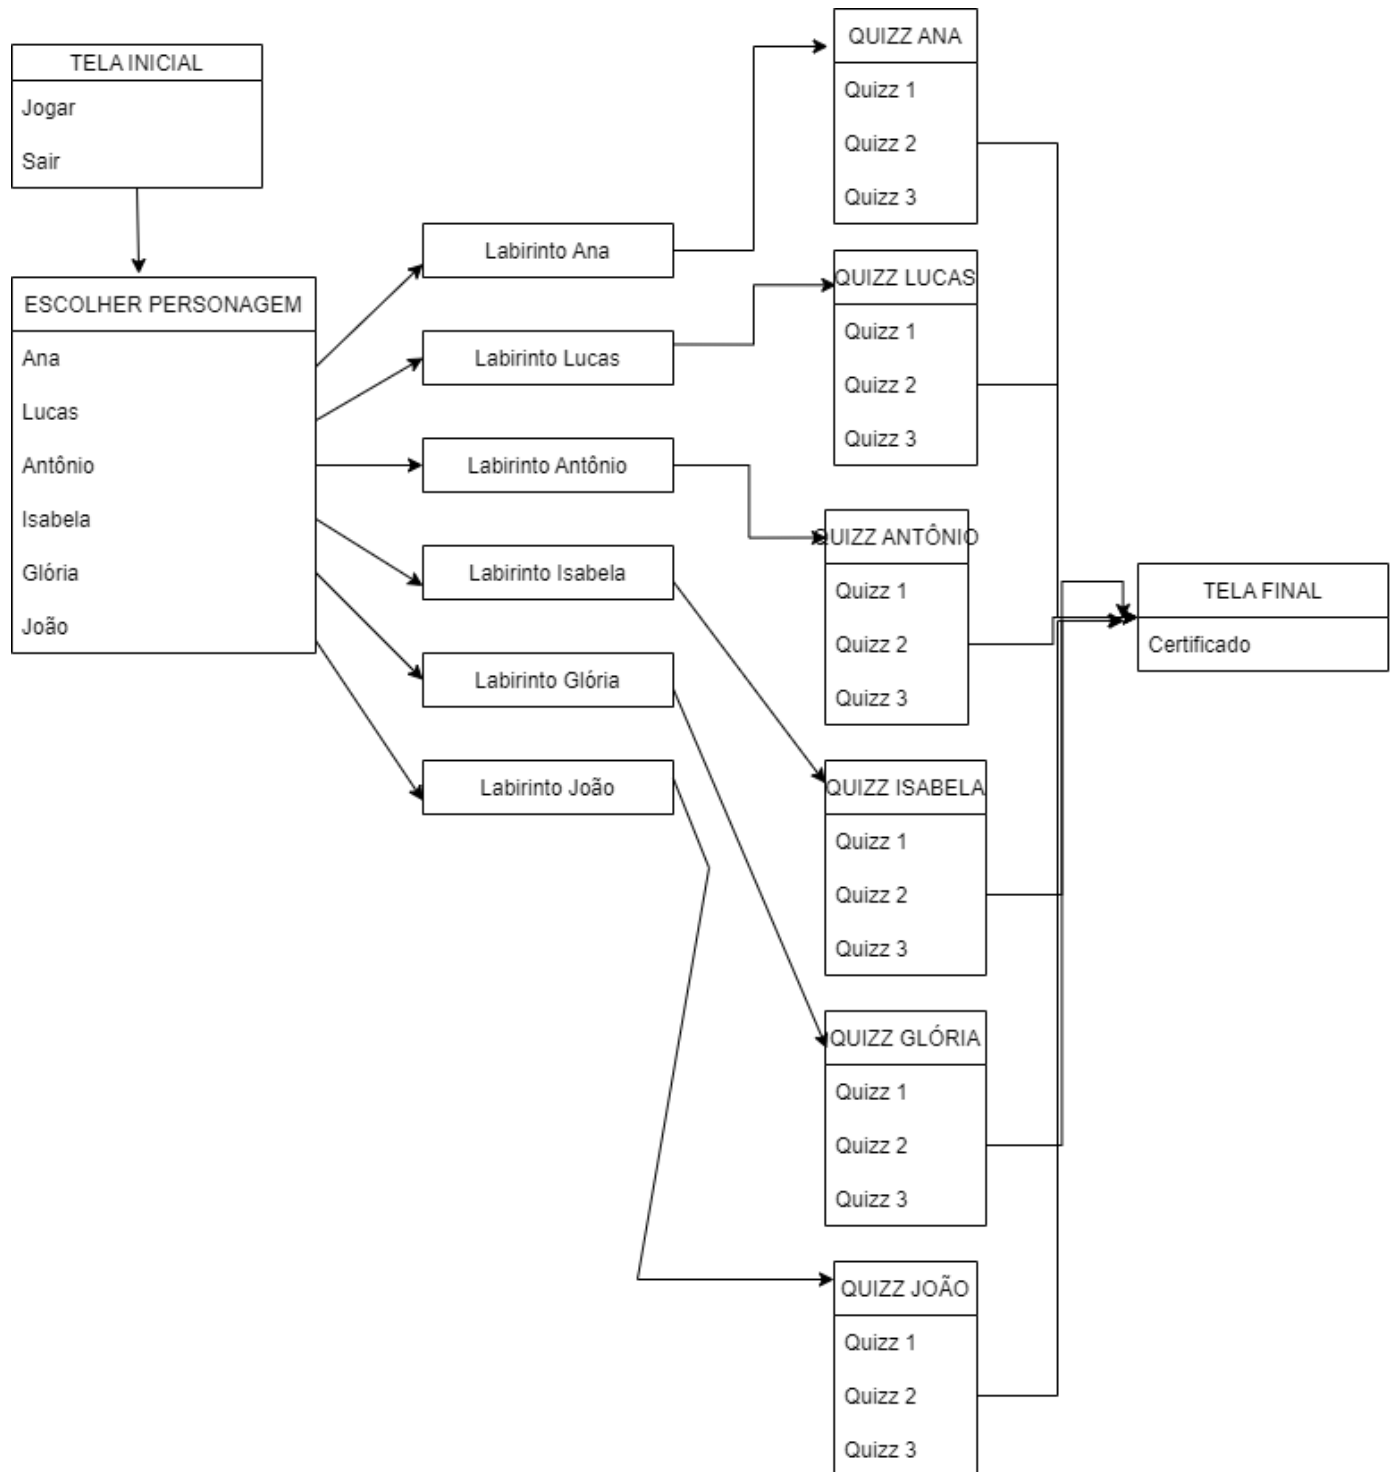 TELA INICIAL
Jogar
Sair
ESCOLHER PERSONAGEM
Ana
Lucas
Antônio
Isabela
Glória
João
Labirinto Ana
Labirinto Lucas
Labirinto Antônio
Labirinto Isabela
Labirinto Glória
Labirinto João
QUIZZ ANA
Quizz 1
Quizz 2
Quizz 3
QUIZZ LUCAS
Quizz 1
Quizz 2
Quizz 3
QUIZZ ANTÔNIO
Quizz 1
Quizz 2
Quizz 3
QUIZZ ISABELA
Quizz 1
Quizz 2
Quizz 3
QUIZZ GLÓRIA
Quizz 1
Quizz 2
Quizz 3
QUIZZ JOÃO
Quizz 1
Quizz 2
Quizz 3
TELA FINAL
Certificado